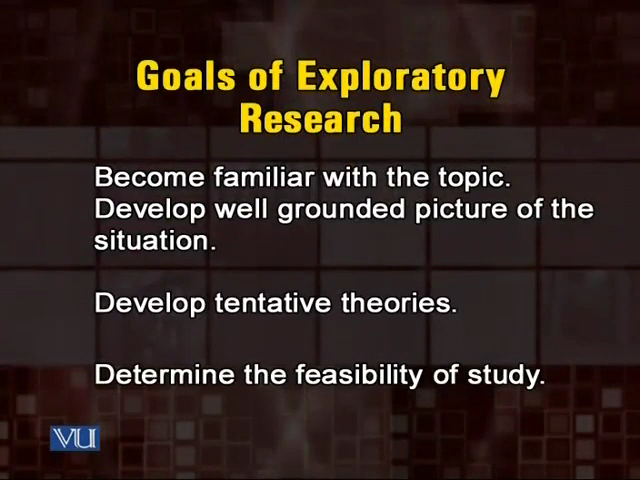 Goals of Exploratory
Research
Become familiar with the topic.
Develop well grounded picture of the
situation.
Develop tentative theories.
Determine the feasibility of study.
VU